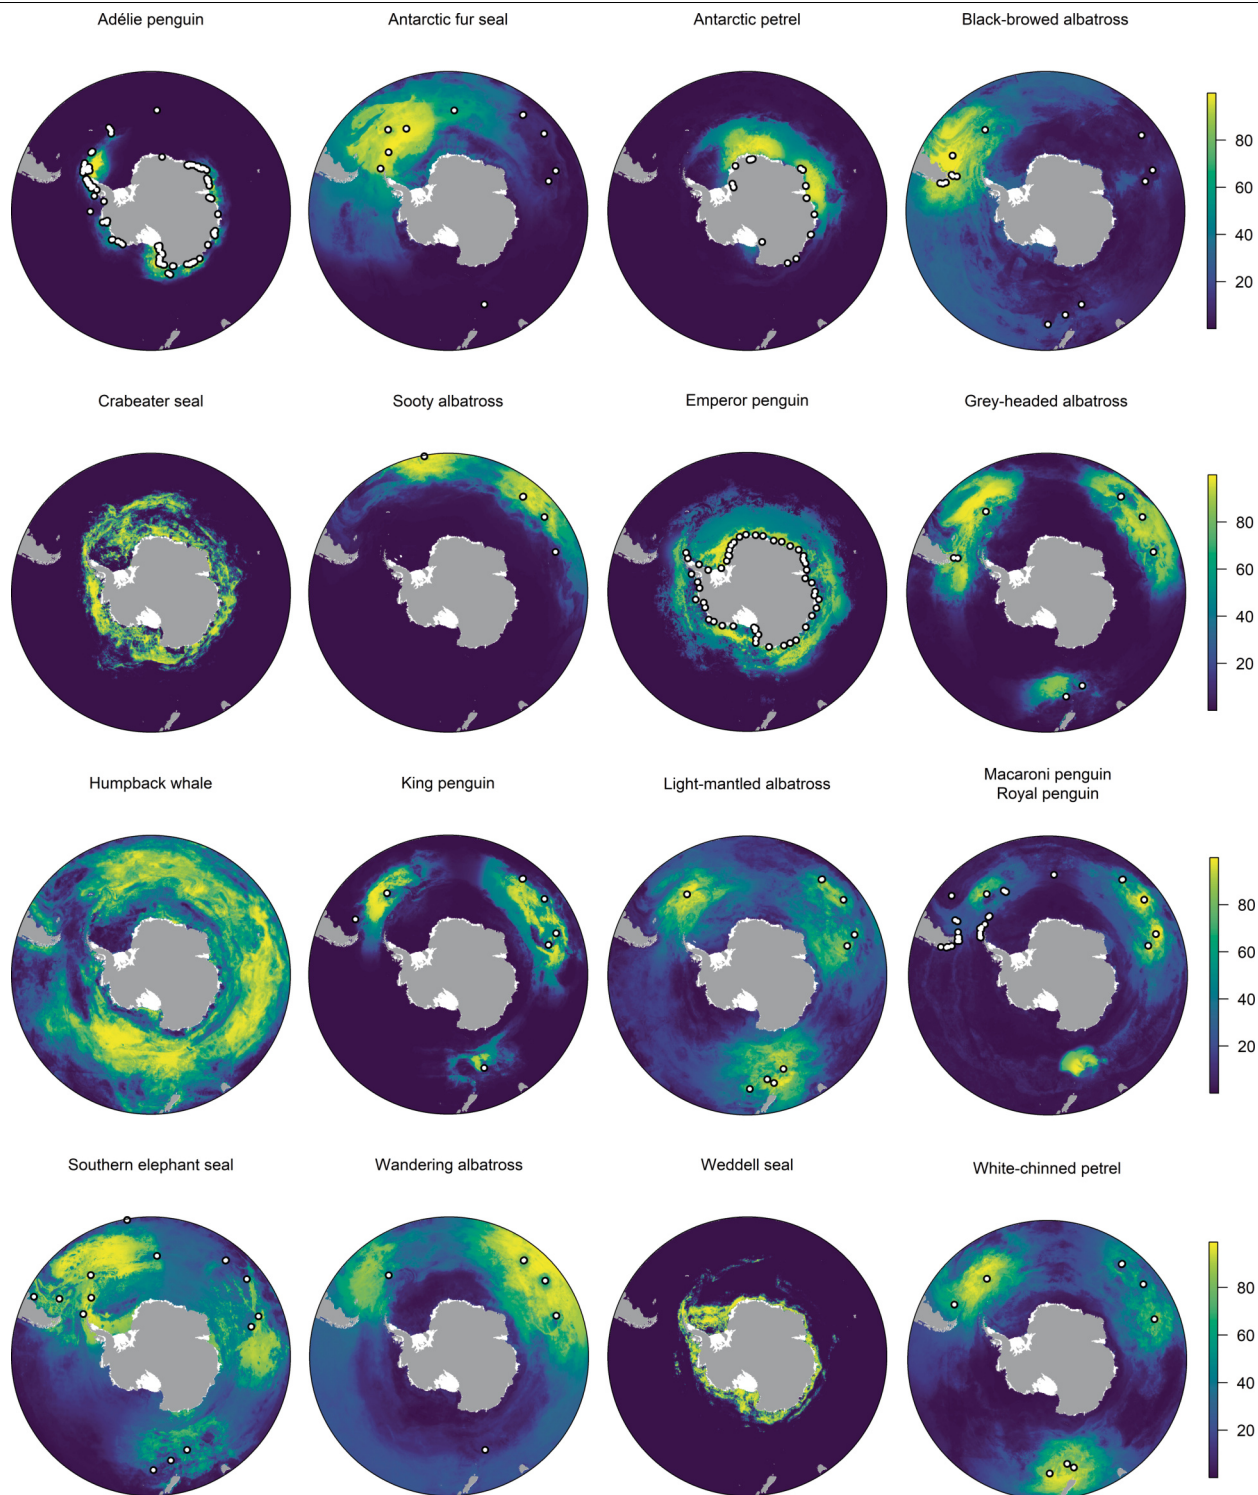 Adélie penguin
Antarctic fur seal
Antarctic petrel
Black-browed albatross
80
60
40
20
Crabeater seal
Sooty albatross
Emperor penguin
Grey-headed albatross
80
60
40
20
Humpback whale
King penguin
Light-mantled albatross
Macaroni penguin
Royal penguin
80
60
40
20
Southern elephant seal
Wandering albatross
Weddell seal
White-chinned petrel
80
60
40
20